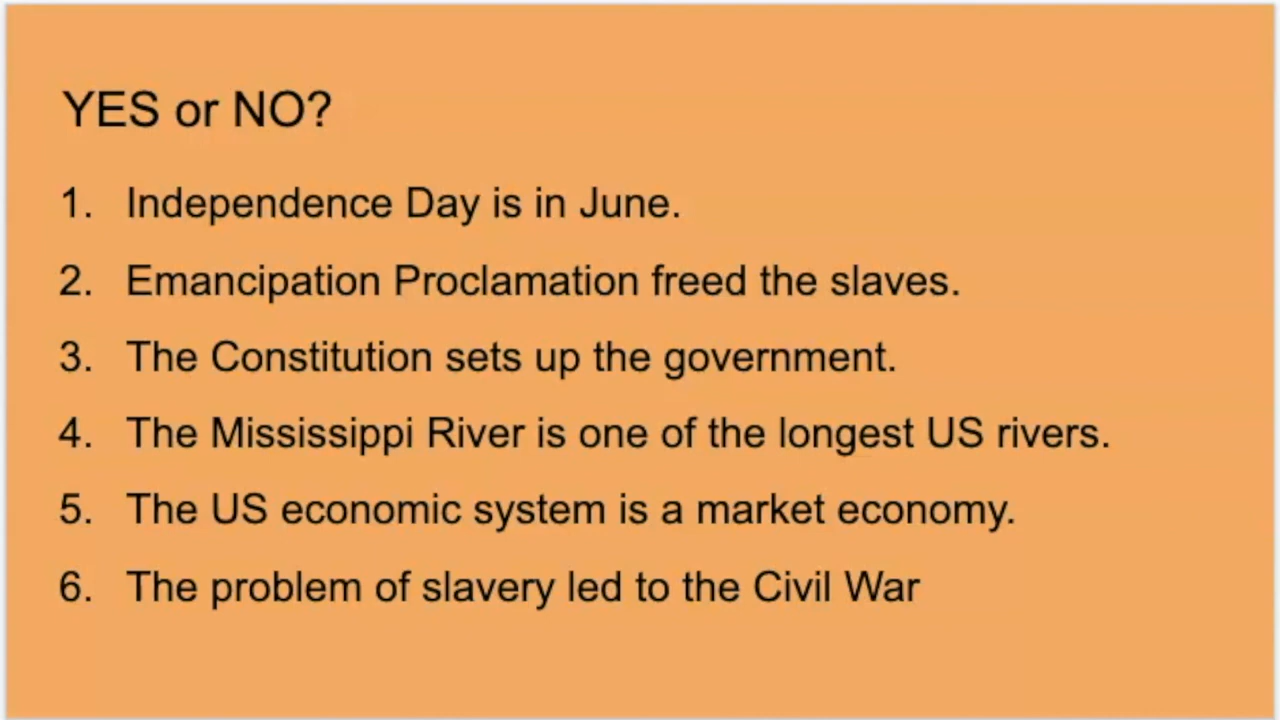 YES or NO?
1. Independence Day is in June.
2. Emancipation Proclamation freed the slaves.
3. The Constitution sets up the government.
4. The Mississippi River is one of the longest US rivers.
5. The US economic system is a market economy.
6. The problem of slavery led to the Civil War